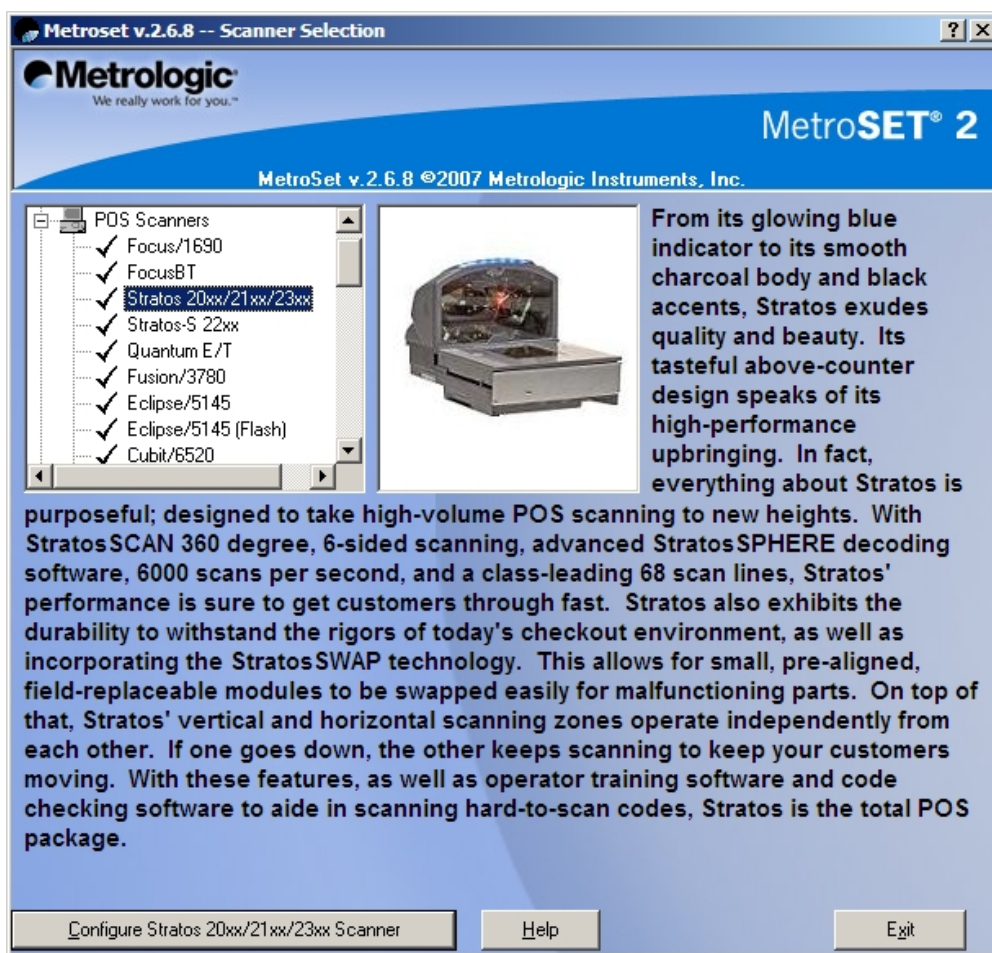 Metroset v.2.6.8 -- Scanner Selection
Metrologic
We really work for you.™
MetroSET® 2
MetroSet v.2.6.8 ©2007 Metrologic Instruments, Inc.
POS Scanners
Focus/1690
FocusBT
Stratos 20xx/21xx/23xx
Stratos-S 22xx
Quantum E/T
Fusion/3780
Eclipse/5145
Eclipse/5145 (Flash)
Cubit/6520
From its glowing blue
indicator to its smooth
charcoal body and black
accents, Stratos exudes
quality and beauty.  Its
tasteful above-counter
design speaks of its
high-performance
upbringing.  In fact,
everything about Stratos is
purposeful; designed to take high-volume POS scanning to new heights.  With
StratosSCAN 360 degree, 6-sided scanning, advanced StratosSPHERE decoding
software, 6000 scans per second, and a class-leading 68 scan lines, Stratos'
performance is sure to get customers through fast.  Stratos also exhibits the
durability to withstand the rigors of today's checkout environment, as well as
incorporating the StratosSWAP technology.  This allows for small, pre-aligned,
field-replaceable modules to be swapped easily for malfunctioning parts.  On top of
that, Stratos' vertical and horizontal scanning zones operate independently from
each other.  If one goes down, the other keeps scanning to keep your customers
moving.  With these features, as well as operator training software and code
checking software to aide in scanning hard-to-scan codes, Stratos is the total POS
package.
Configure Stratos 20xx/21xx/23xx Scanner
Help
Exit